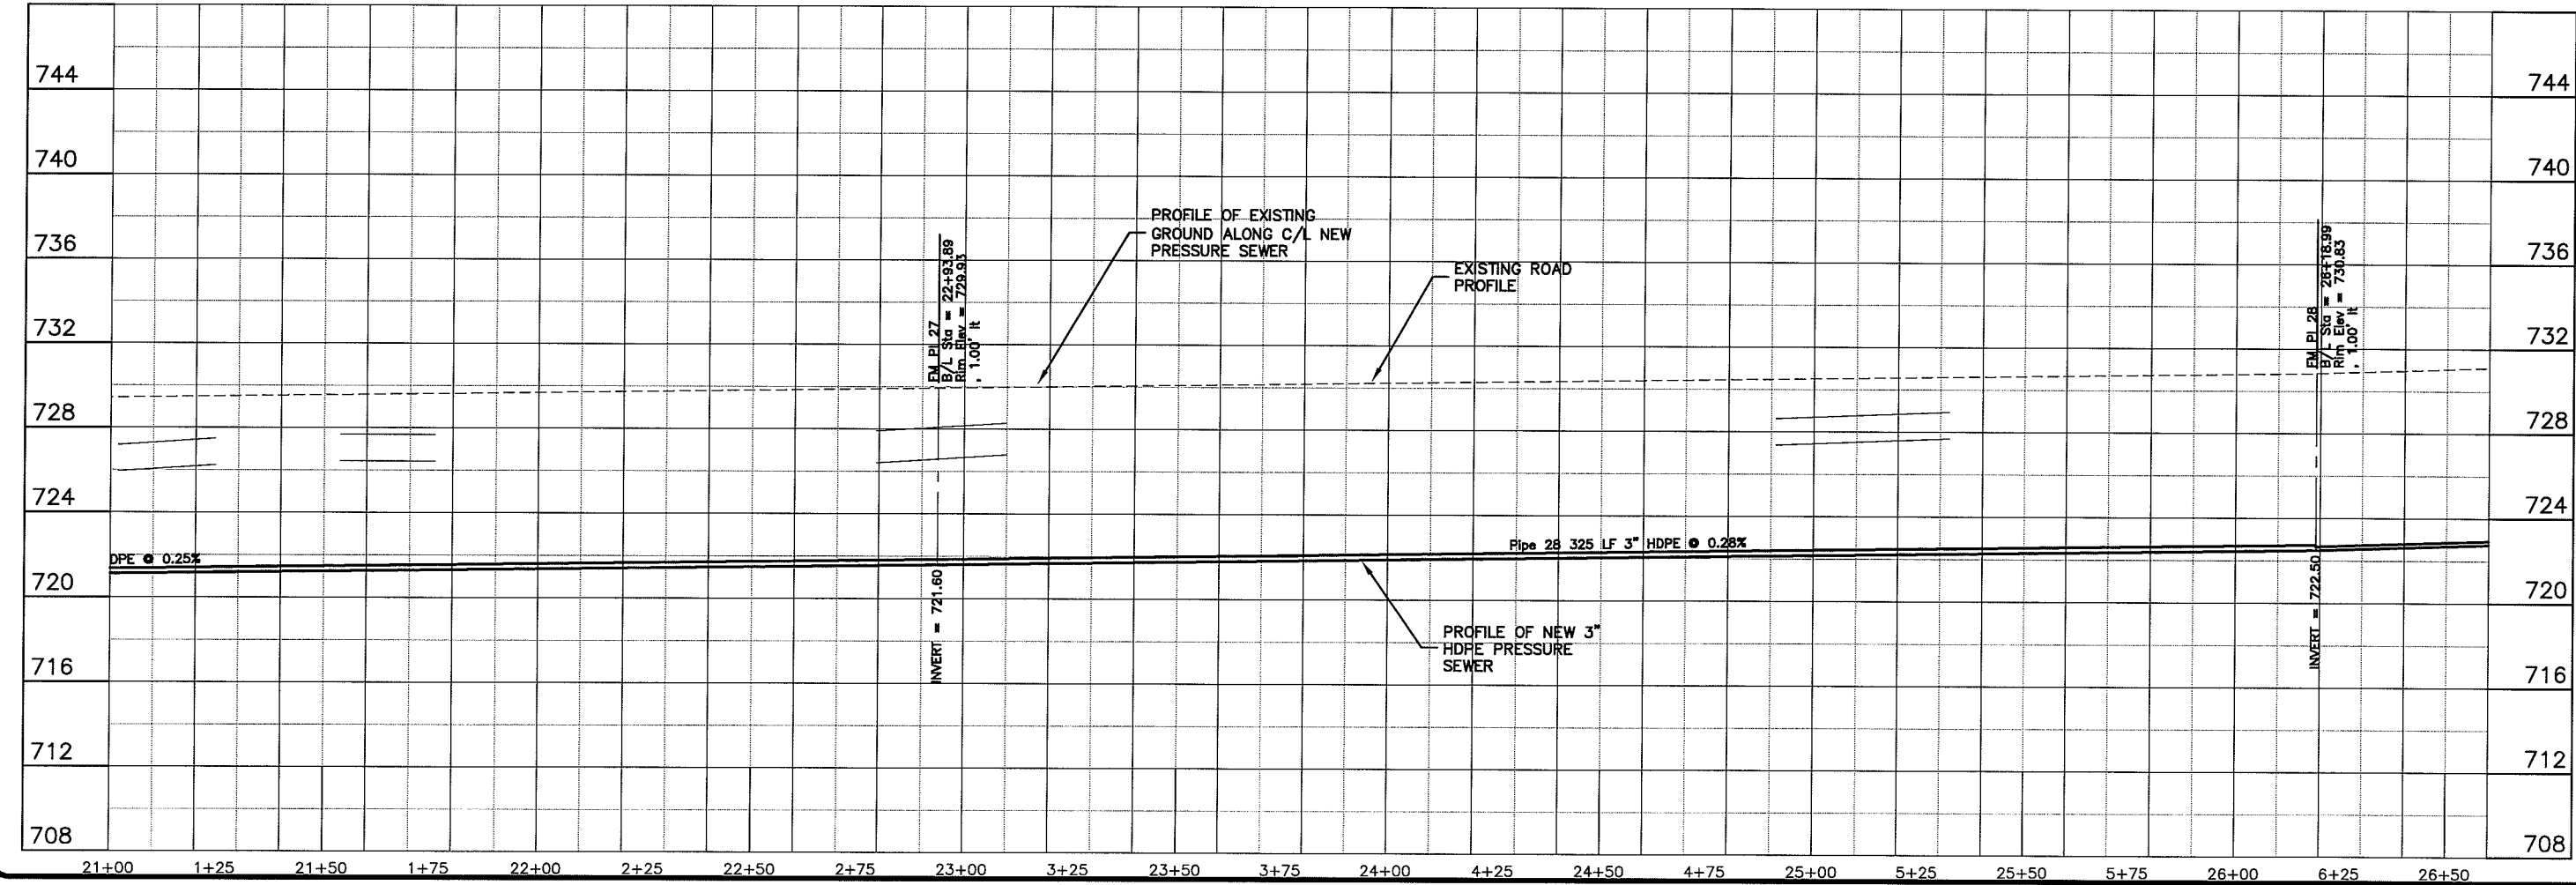 744
744
740
740
PROFILE OF EXISTING
GROUND ALONG C/L NEW
PRESSURE SEWER
736
736
EXISTING ROAD
PROFILE
FM PI 27
B/L Sta = 22+93.89
Rim Elev = 729.93
, 1.00' lt
FM PI 28
B/L Sta = 26+18.99
Rim Elev = 730.83
, 1.00' lt
732
732
728
728
724
724
DPE @ 0.25%
Pipe 28 325 LF 3" HDPE @ 0.28%
720
720
INVERT = 721.60
INVERT = 722.50
PROFILE OF NEW 3"
HDPE PRESSURE
SEWER
716
716
712
712
708
708
21+00 1+25 21+50 1+75 22+00 2+25 22+50 2+75 23+00 3+25 23+50 3+75 24+00 4+25 24+50 4+75 25+00 5+25 25+50 5+75 26+00 6+25 26+50